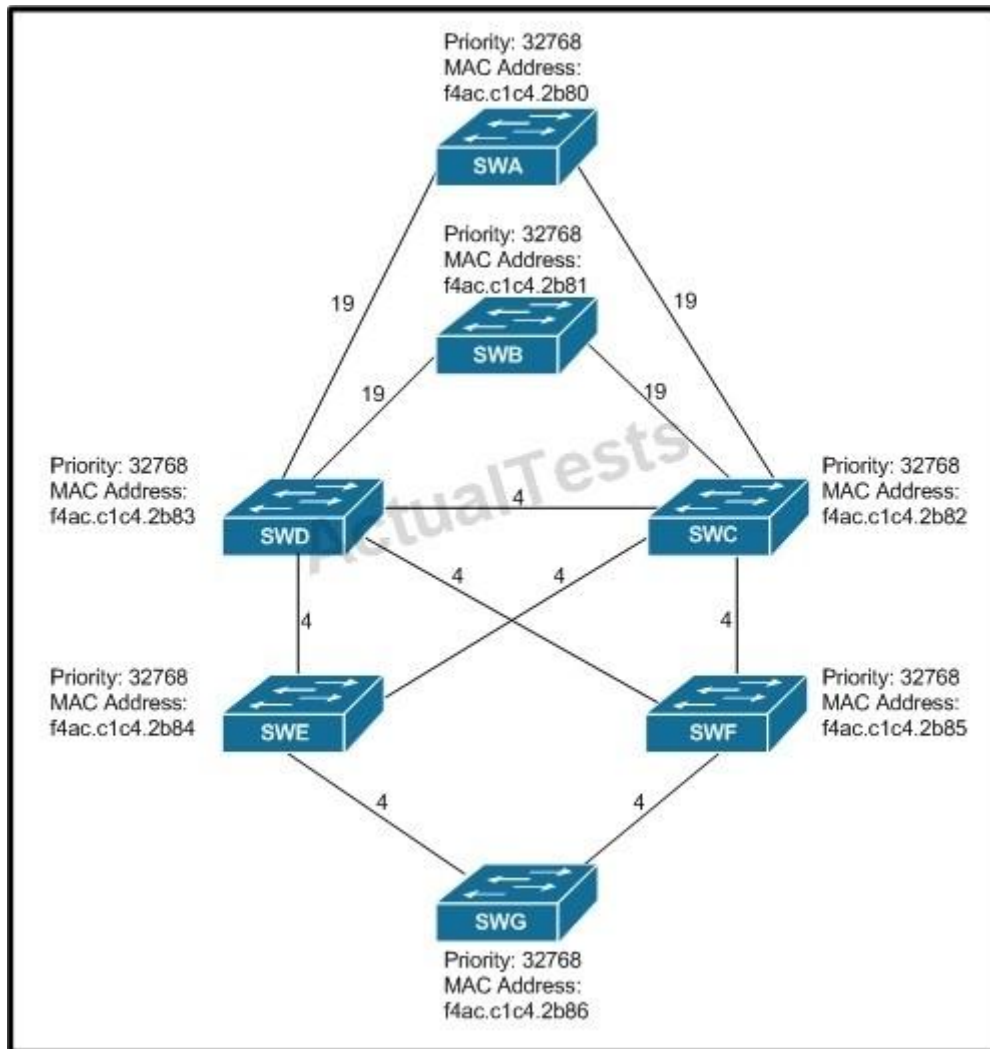 Priority: 32768
MAC Address:
f4ac.c1c4.2b80
SWA
Priority: 32768
MAC Address:
f4ac.c1c4.2b81
19
19
SWB
19
19
ActualTests
Priority: 32768
MAC Address:
f4ac.c1c4.2b83
SWD
4
Priority: 32768
MAC Address:
f4ac.c1c4.2b82
SWC
4
4
4
4
Priority: 32768
MAC Address:
f4ac.c1c4.2b84
SWE
Priority: 32768
MAC Address:
f4ac.c1c4.2b85
SWF
4
4
SWG
Priority: 32768
MAC Address:
f4ac.c1c4.2b86